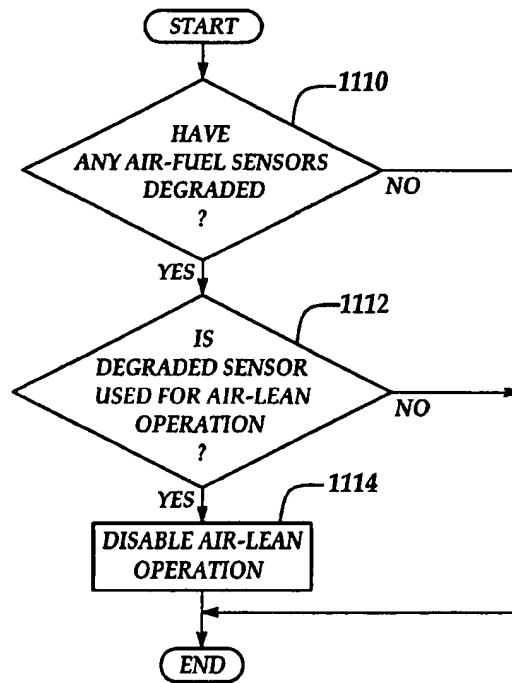 START
1110
HAVE
ANY AIR-FUEL SENSORS
DEGRADED
?
NO
YES
1112
IS
DEGRADED SENSOR
USED FOR AIR-LEAN
OPERATION
?
NO
YES
1114
DISABLE AIR-LEAN
OPERATION
END